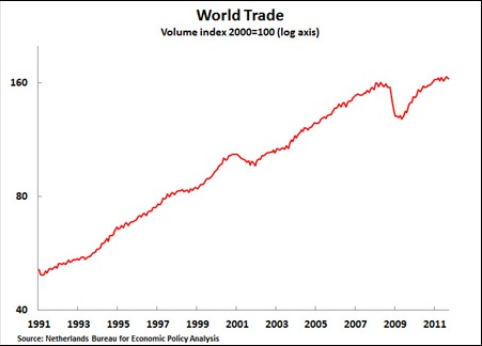 World Trade
Volume index 2000=100 (log axis)
160
80
40
1991 1993 1995 1997 1999 2001 2003 2005 2007 2009 2011
Source: Netherlands Bureau for Economic Policy Analysis